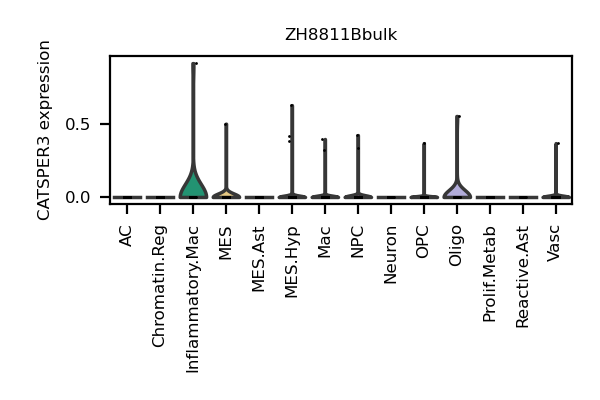 ZH8811Bbulk
CATSPER3 expression
0.5
0.0
AC
Chromatin.Reg
Inflammatory.Mac
MES
MES.Ast
MES.Hyp
Mac
NPC
Neuron
OPC
Oligo
Prolif.Metab
Reactive.Ast
Vasc